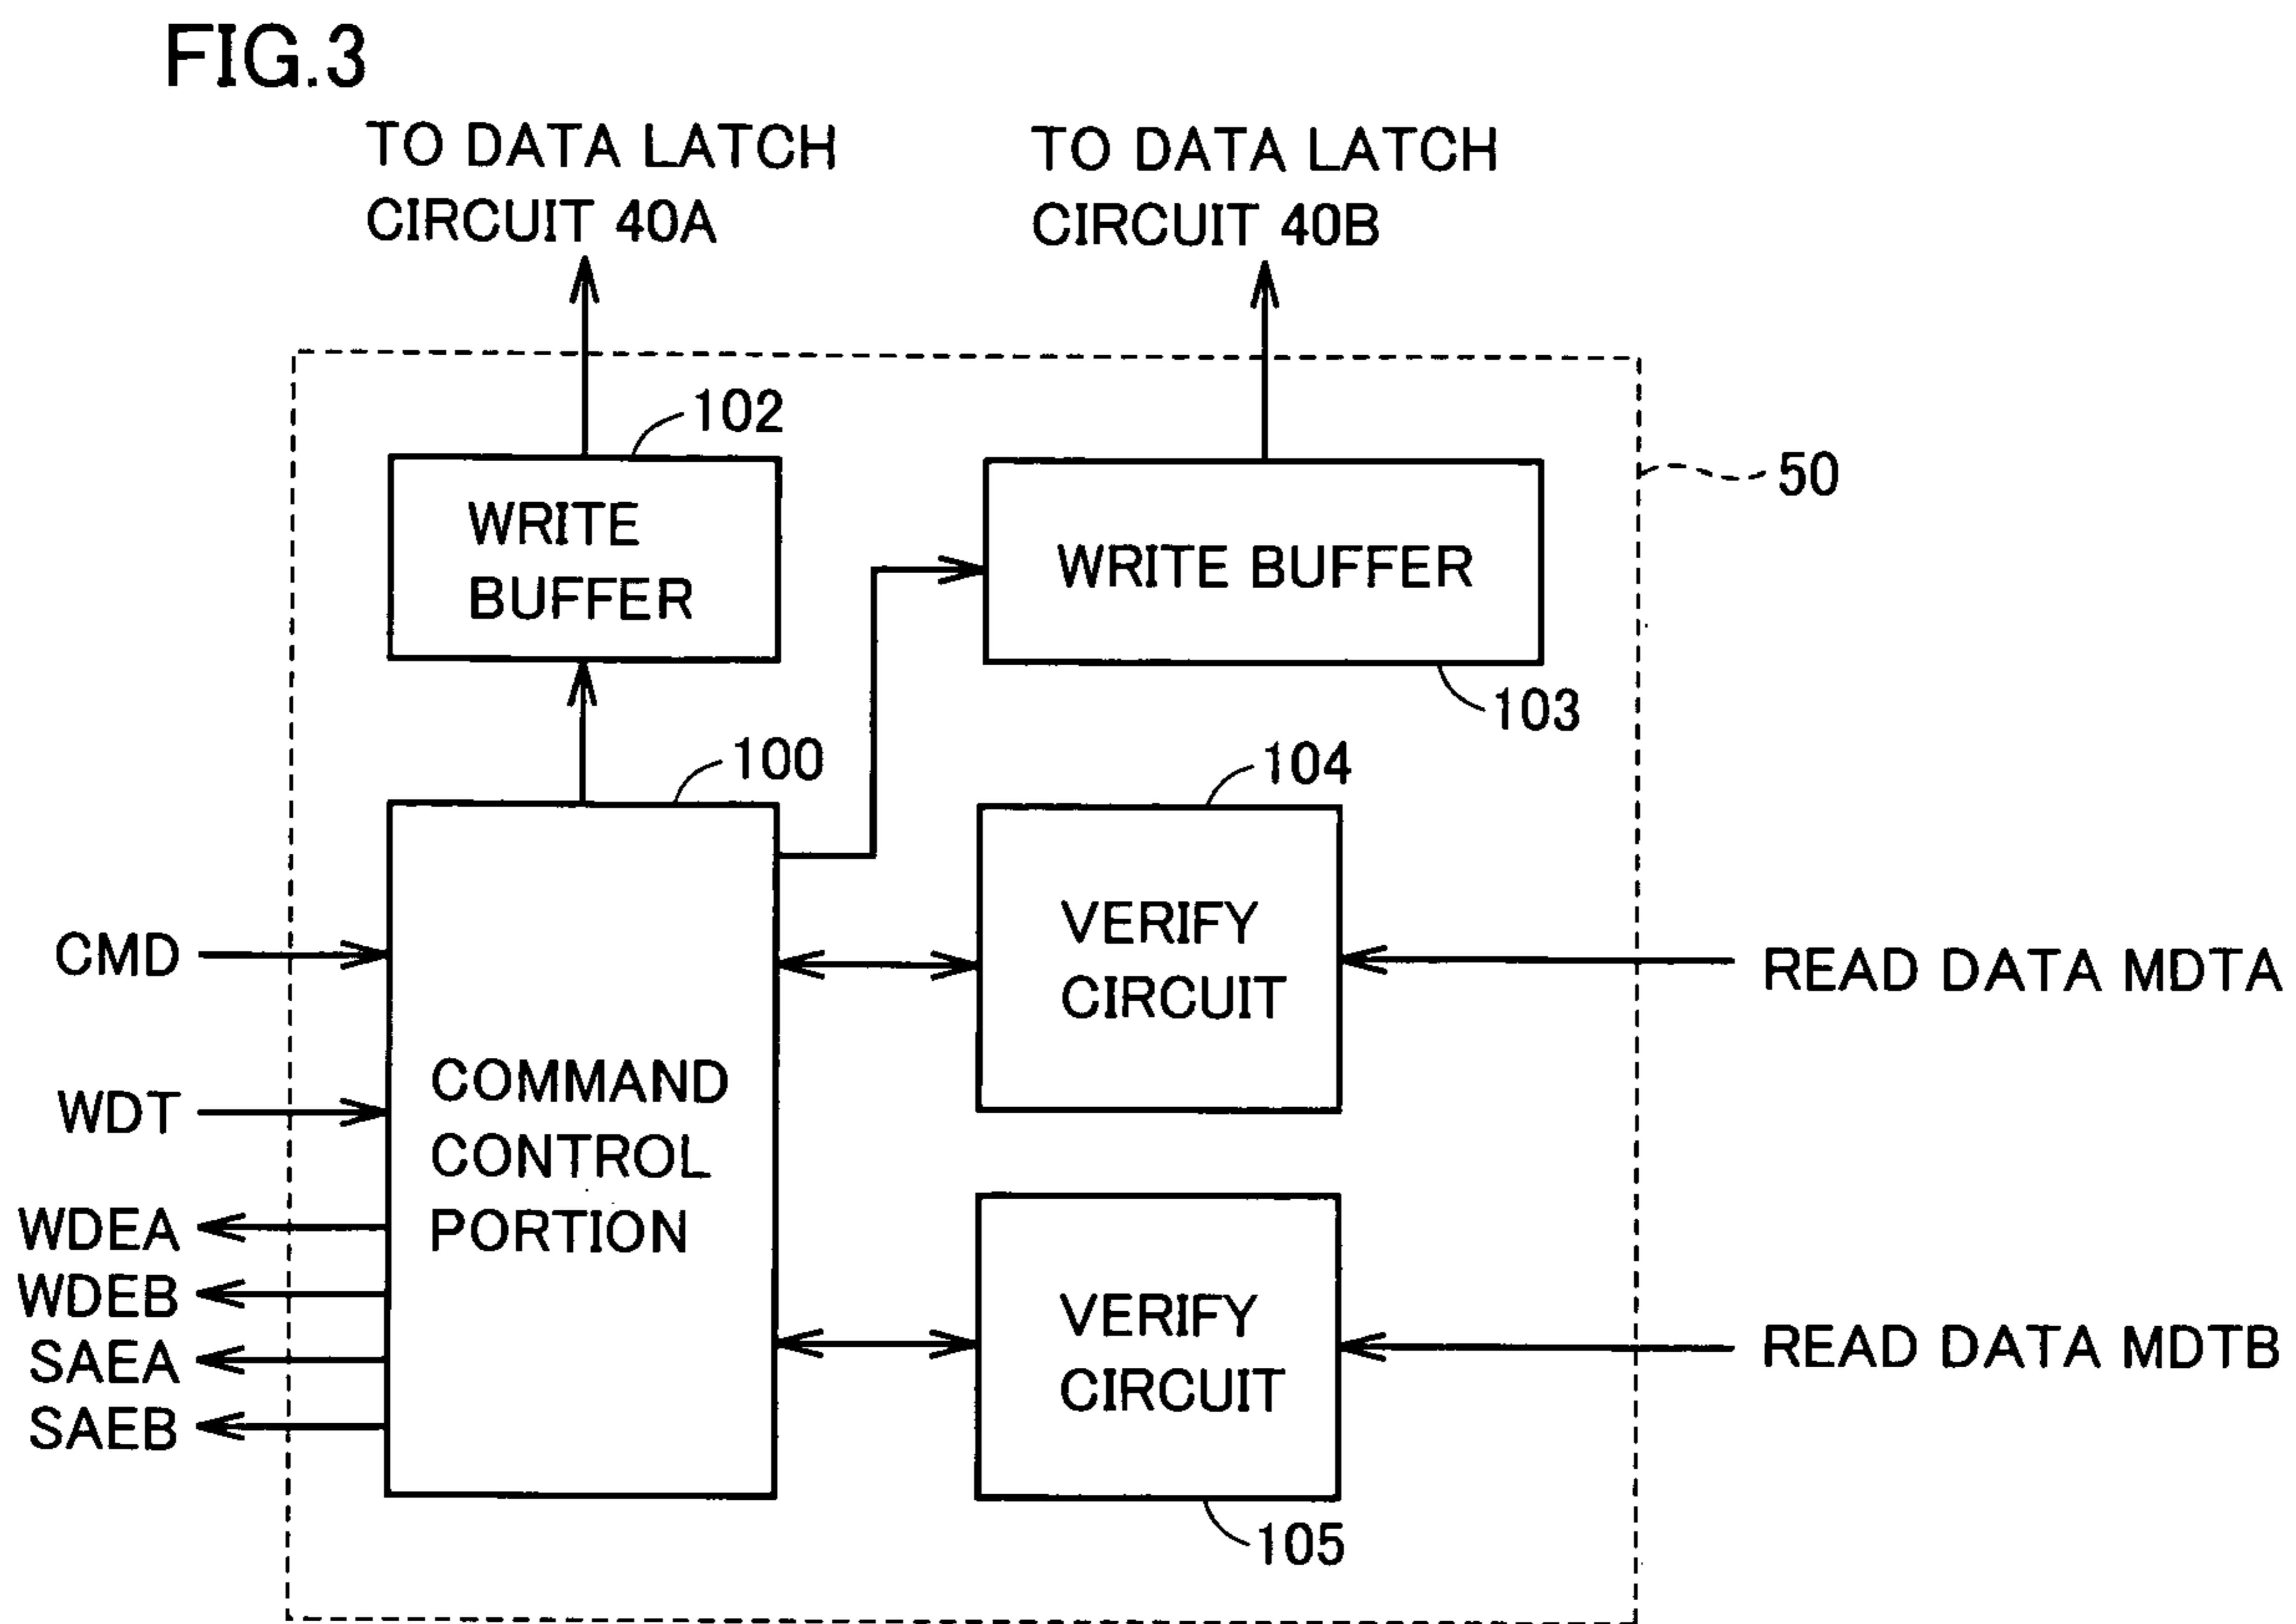 FIG.3
TO DATA LATCH
CIRCUIT 40A
TO DATA LATCH
CIRCUIT 40B
102
WRITE
BUFFER
50
WRITE BUFFER
103
100
104
CMD
WDT
WDEA
WDEB
SAEA
SAEB
COMMAND
CONTROL
PORTION
VERIFY
CIRCUIT
READ DATA MDTA
VERIFY
CIRCUIT
READ DATA MDTB
105